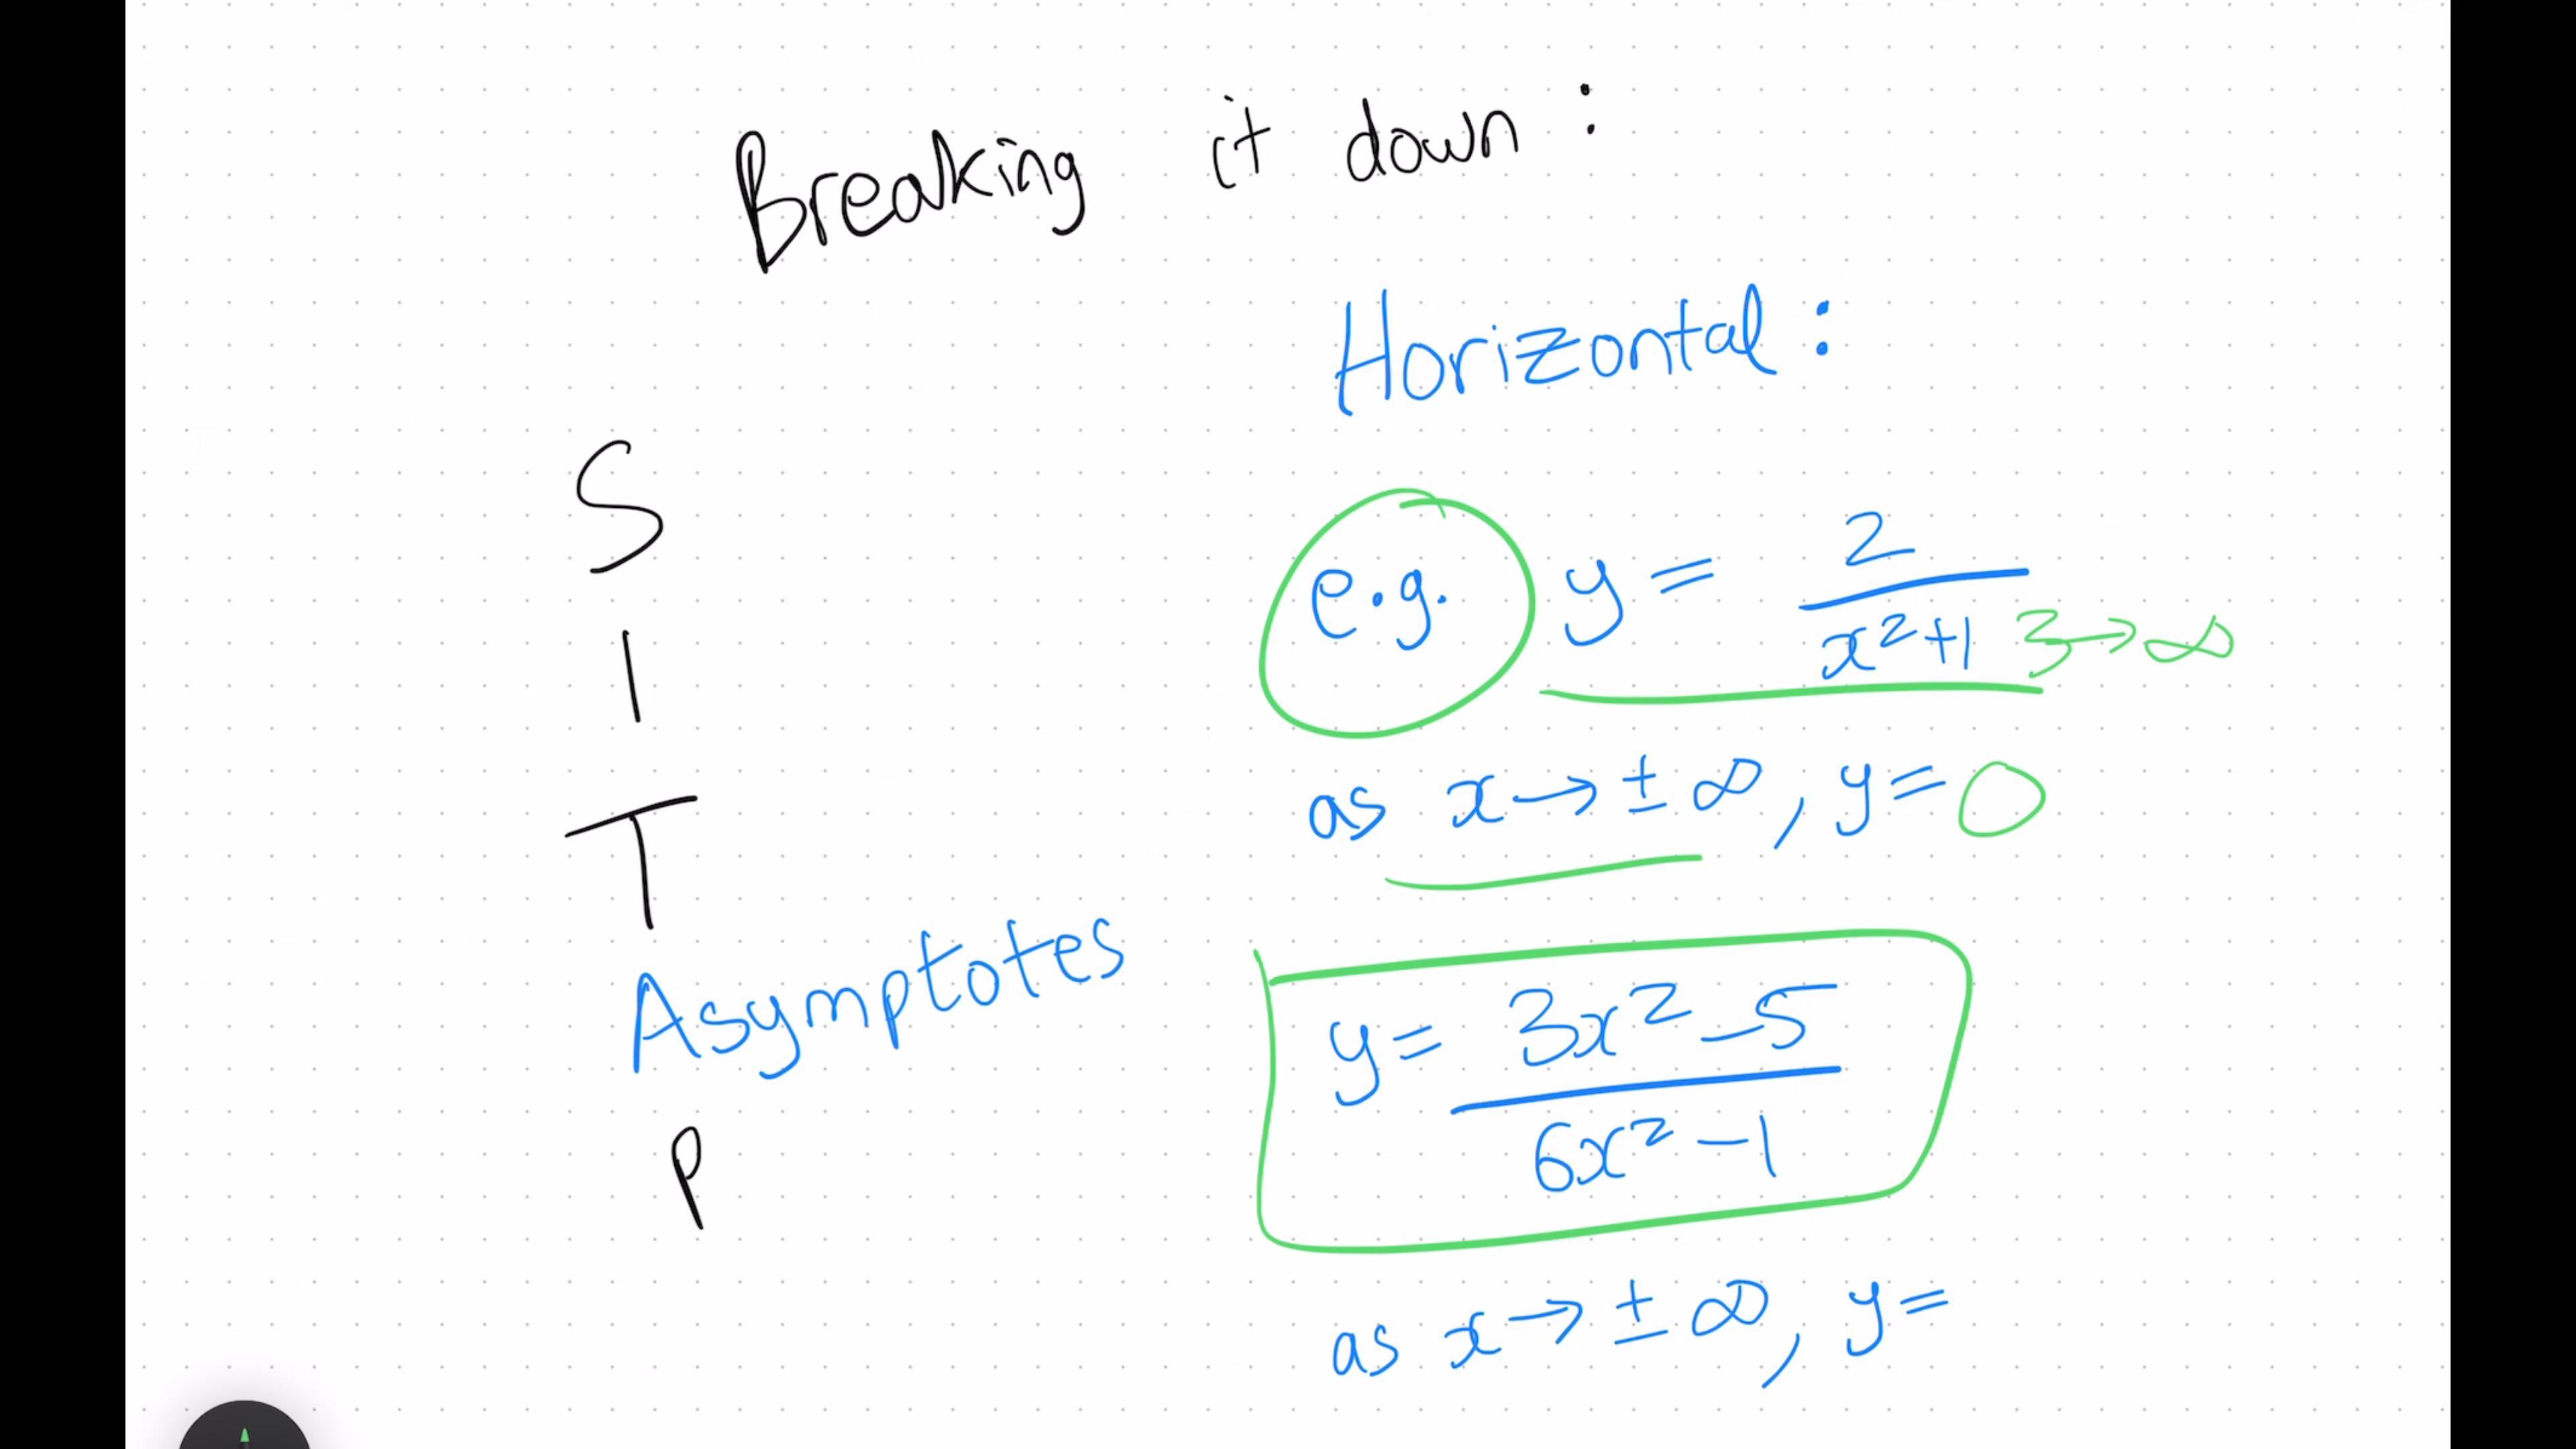 Breaking it down :
Horizontal :
S
e.g. y = 2/(x²+1) } → ∞
I
as x → ± ∞, y = 0
T
Asymptotes
y = (3x² - 5)/(6x² - 1)
P
as x → ± ∞, y =